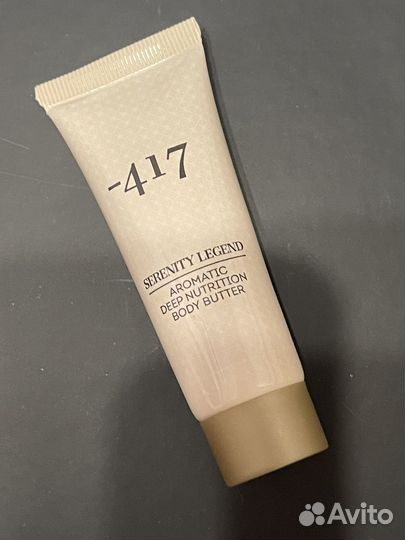 -417
SERENITY LEGEND
AROMATIC
DEEP NUTRITION
BODY BUTTER
Avito